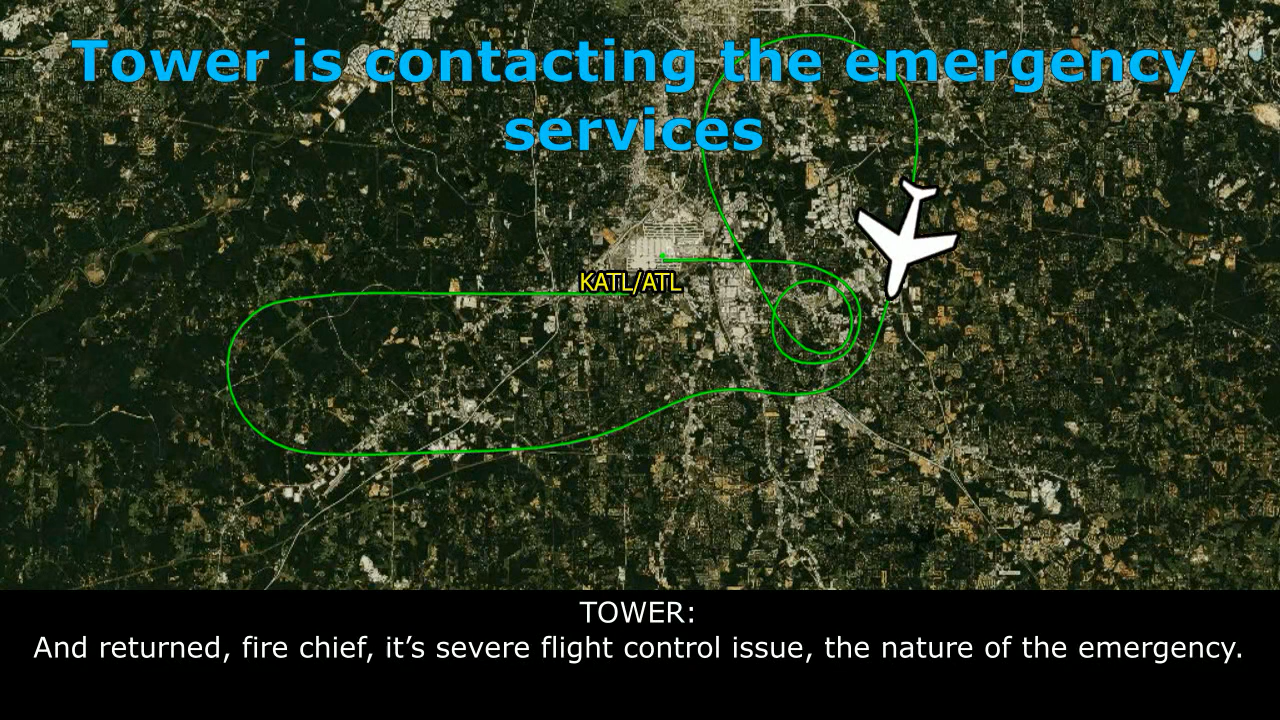 Tower is contacting the emergency
services
KATL/ATL
TOWER:
And returned, fire chief, it’s severe flight control issue, the nature of the emergency.